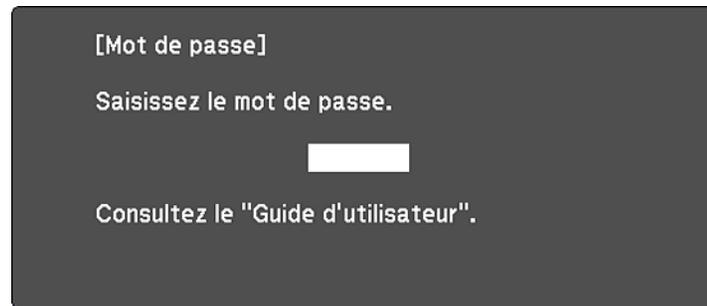 [Mot de passe]
Saisissez le mot de passe.
Consultez le "Guide d'utilisateur".